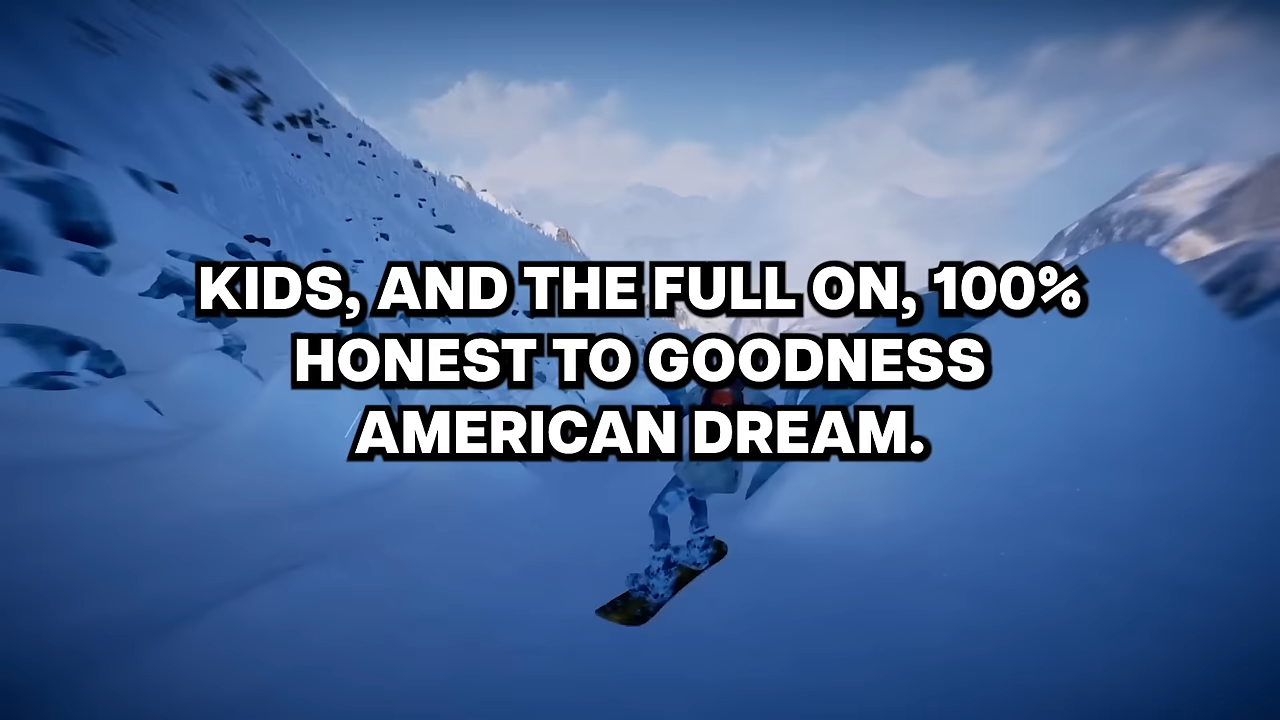 KIDS, AND THE FULL ON, 100%
HONEST TO GOODNESS
AMERICAN DREAM.